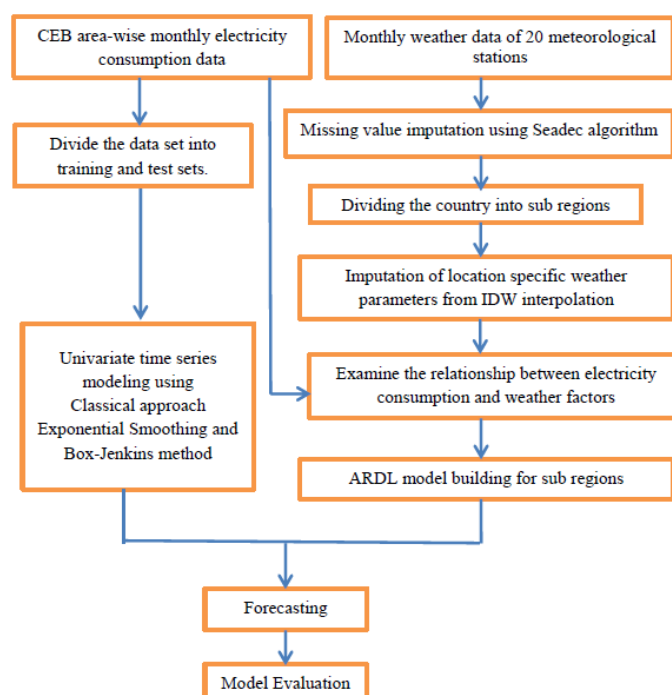 CEB area-wise monthly electricity
consumption data
Monthly weather data of 20 meteorological
stations
Divide the data set into
training and test sets.
Missing value imputation using Seadec algorithm
Dividing the country into sub regions
Imputation of location specific weather
parameters from IDW interpolation
Univariate time series
modeling using
Classical approach
Exponential Smoothing and
Box-Jenkins method
Examine the relationship between electricity
consumption and weather factors
ARDL model building for sub regions
Forecasting
Model Evaluation